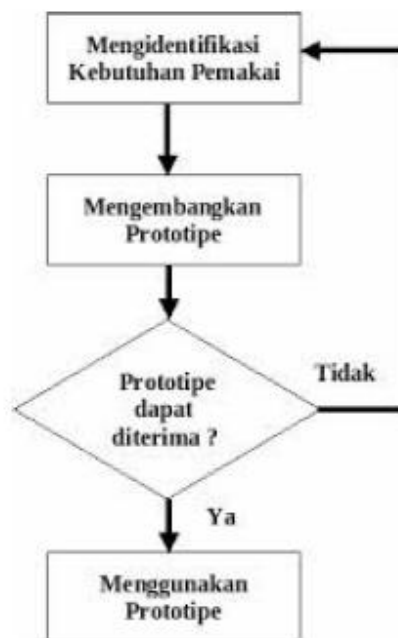 Mengidentifikasi
Kebutuhan Pemakai
Mengembangkan
Prototipe
Prototipe
dapat
diterima ?
Tidak
Ya
Menggunakan
Prototipe